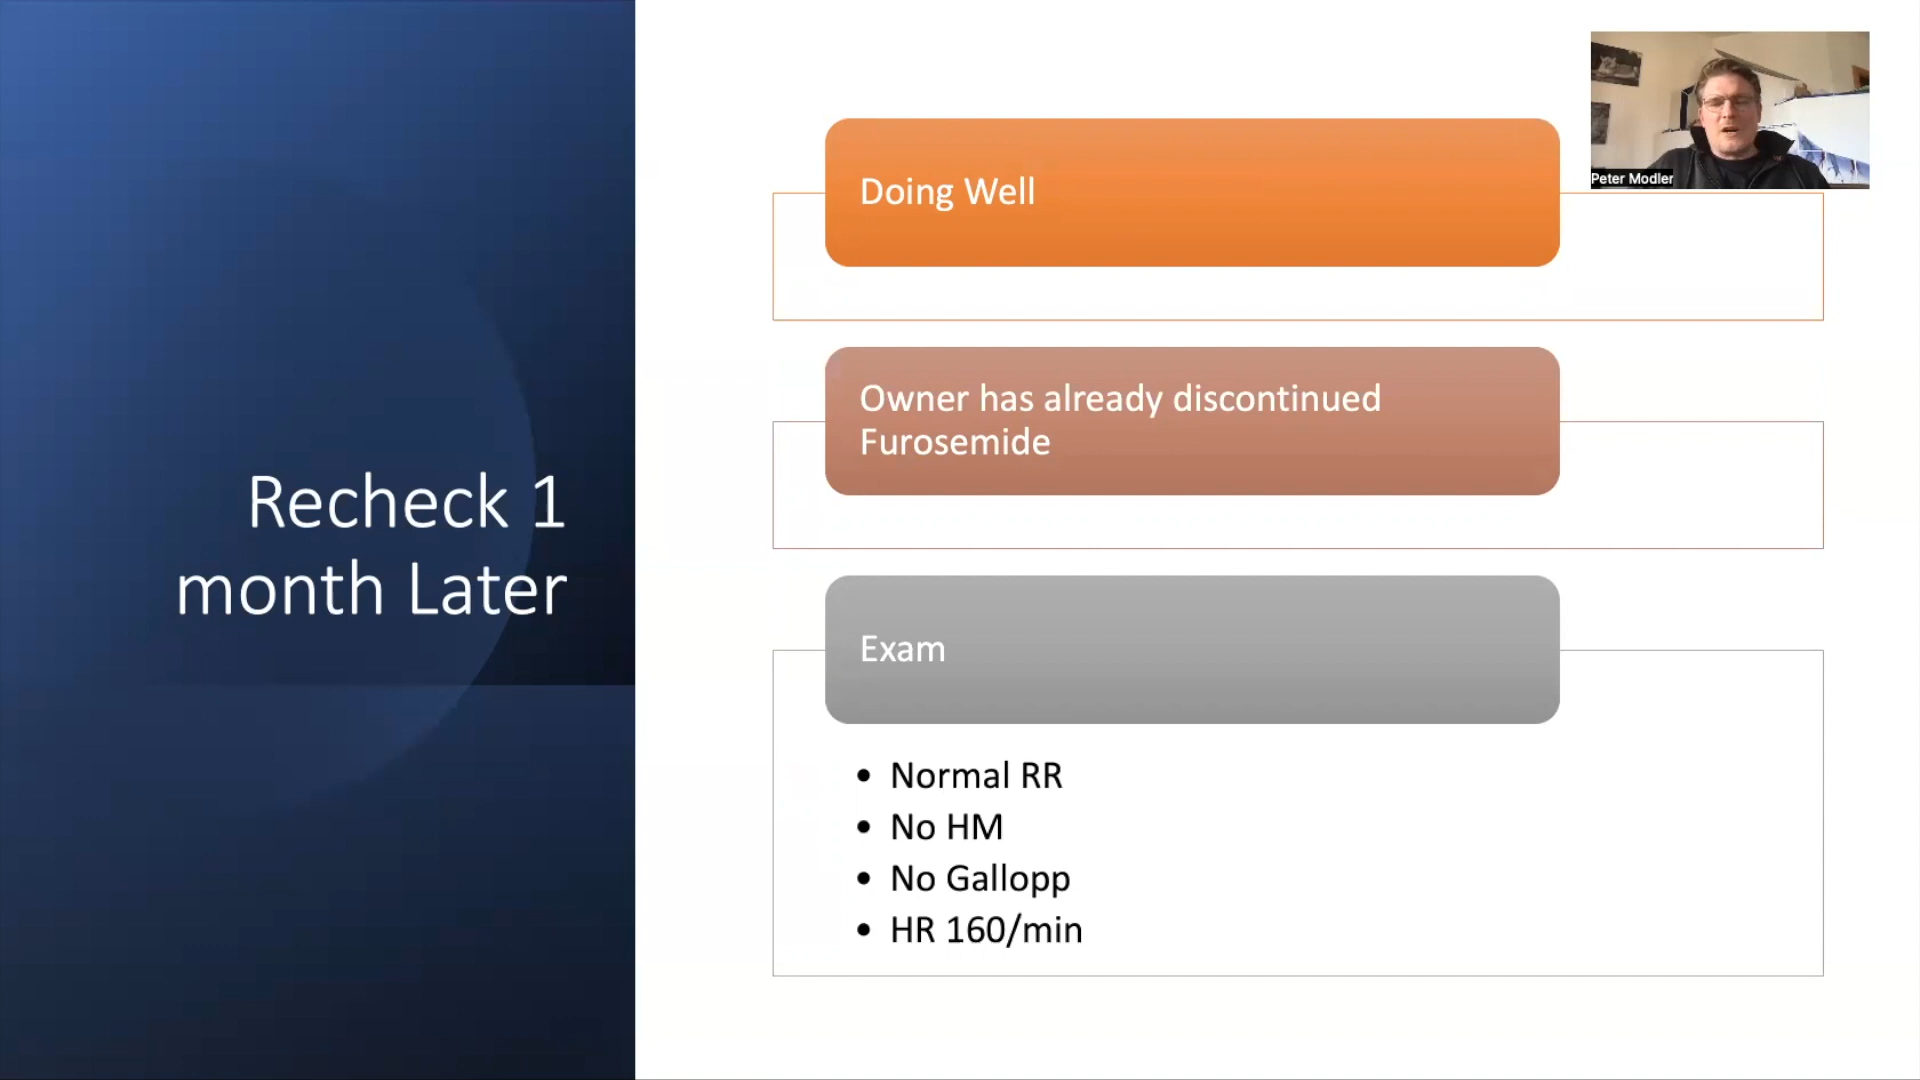 Recheck 1
month Later
Doing Well
Owner has already discontinued
Furosemide
Exam
• Normal RR
• No HM
• No Gallopp
• HR 160/min
Peter Modler